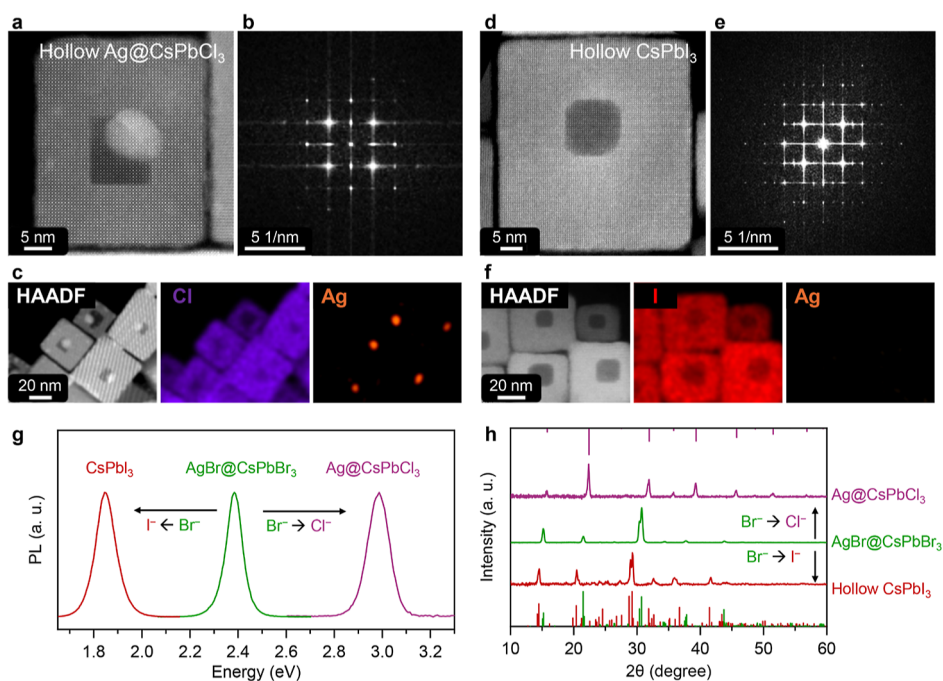 a
b
d
e
Hollow Ag@CsPbCl₃
Hollow CsPbI₃
5 nm
5 1/nm
5 nm
5 1/nm
c
f
HAADF
Cl
Ag
HAADF
I
Ag
20 nm
20 nm
g
h
CsPbI₃
AgBr@CsPbBr₃
Ag@CsPbCl₃
I⁻ ← Br⁻
Br⁻ → Cl⁻
PL (a. u.)
1.8 2.0 2.2 2.4 2.6 2.8 3.0 3.2
Energy (eV)
Intensity (a. u.)
Ag@CsPbCl₃
Br⁻ → Cl⁻
AgBr@CsPbBr₃
Br⁻ → I⁻
Hollow CsPbI₃
10 20 30 40 50 60
2θ (degree)